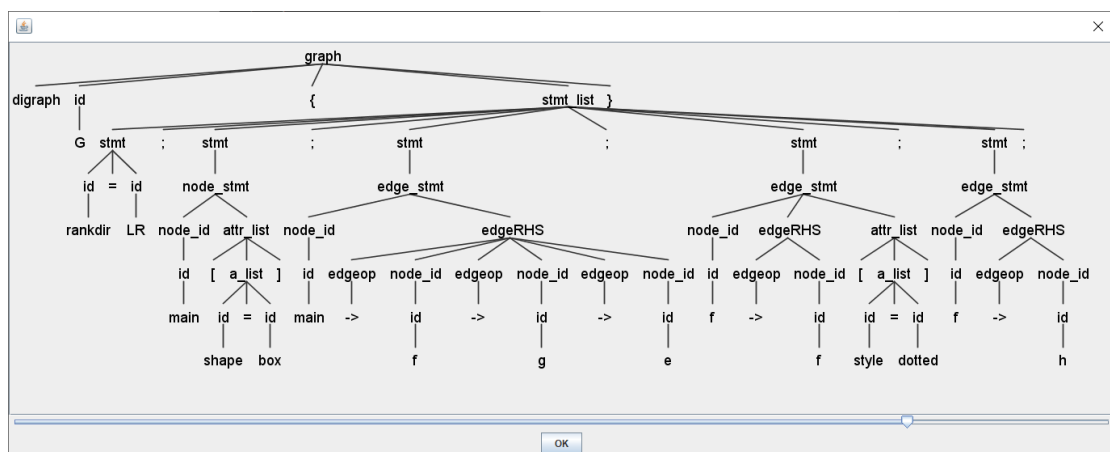 graph
digraph id { stmt_list }
G stmt ; stmt ; stmt ; stmt ; stmt ;
id = id node_stmt edge_stmt edge_stmt edge_stmt
rankdir LR node_id attr_list node_id edgeRHS node_id edgeRHS attr_list node_id edgeRHS
id [ a_list ] id edgeop node_id edgeop node_id edgeop node_id id edgeop node_id [ a_list ] id edgeop node_id
main id = id main -> id -> id -> id f -> id id = id f -> id
shape box f g e f style dotted h
OK